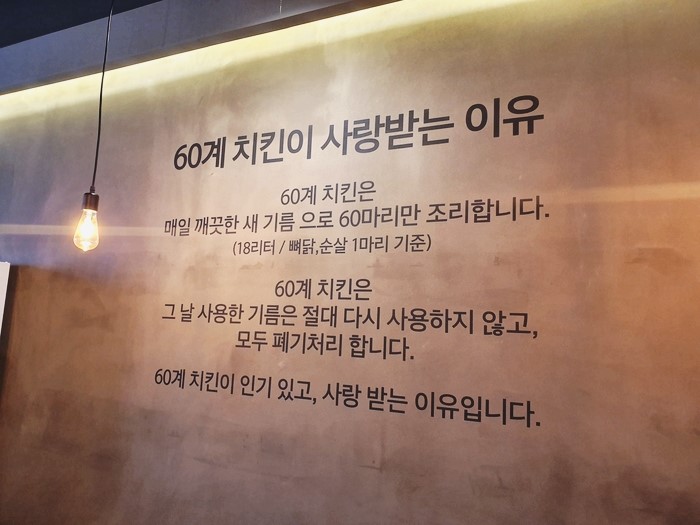 60계 치킨이 사랑받는 이유
60계 치킨은
매일 깨끗한 새 기름 으로 60마리만 조리합니다.
(18리터 / 뼈닭,순살 1마리 기준)
60계 치킨은
그 날 사용한 기름은 절대 다시 사용하지 않고,
모두 폐기처리 합니다.
60계 치킨이 인기 있고, 사랑 받는 이유입니다.